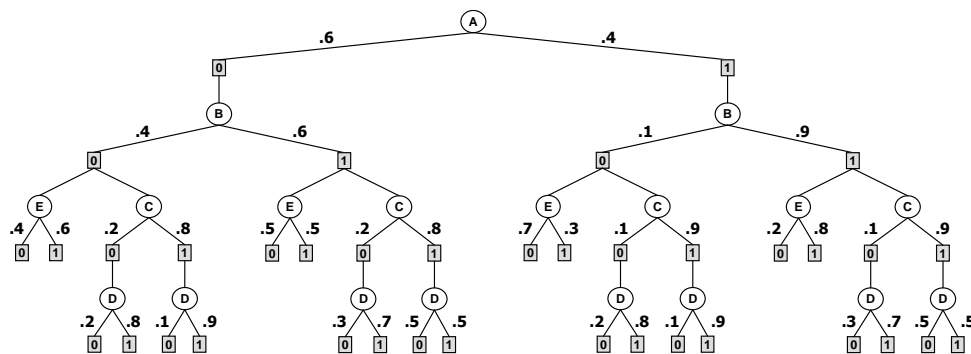 A
.6 .4
0 1
B B
.4 .6 .1 .9
0 1 0 1
E C E C E C E C
.4 .6 .2 .8 .5 .5 .2 .8 .7 .3 .1 .9 .2 .8 .1 .9
0 1 0 1 0 1 0 1 0 1 0 1 0 1 0 1
D D D D D D D D
.2 .8 .1 .9 .3 .7 .5 .5 .2 .8 .1 .9 .3 .7 .5 .5
0 1 0 1 0 1 0 1 0 1 0 1 0 1 0 1